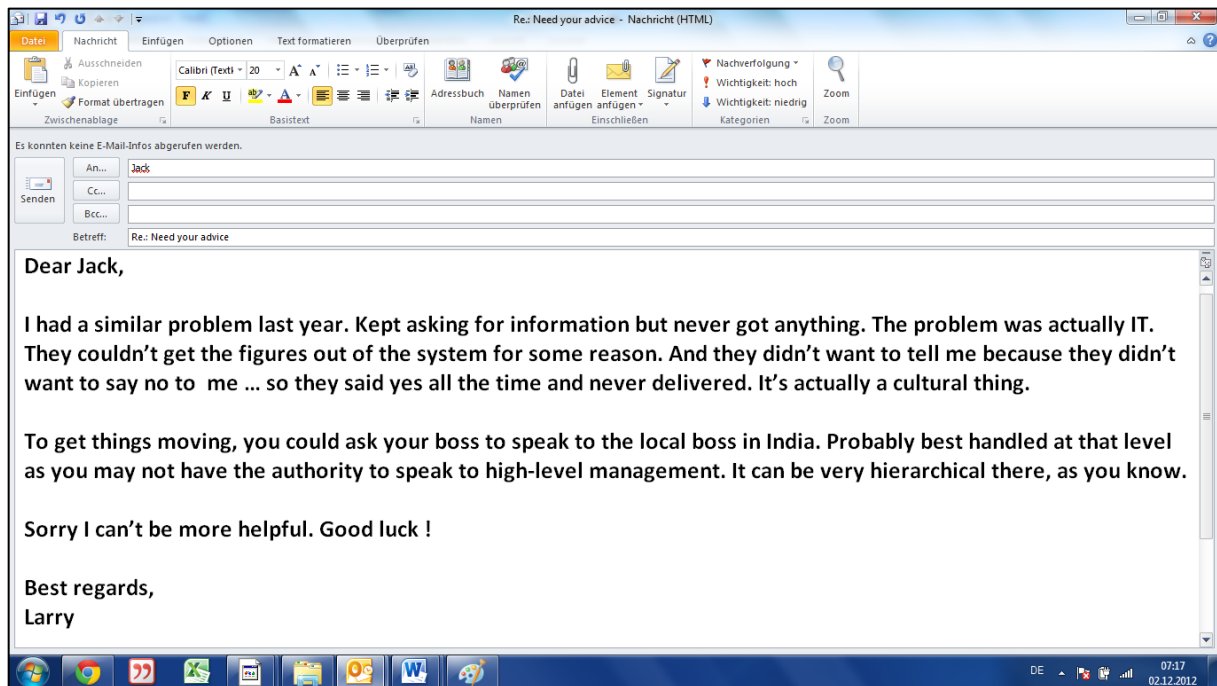 Re.: Need your advice - Nachricht (HTML)
Datei Nachricht Einfügen Optionen Text formatieren Überprüfen
Einfügen
Ausschneiden
Kopieren
Format übertragen
Zwischenablage
Calibri (Textk 20
F K U
Basistext
Adressbuch
Namen
überprüfen
Namen
Datei
anfügen
Element
anfügen
Signatur
Einschließen
Nachverfolgung
Wichtigkeit: hoch
Wichtigkeit: niedrig
Kategorien
Zoom
Zoom
Es konnten keine E-Mail-Infos abgerufen werden.
Senden
An... Jack
Cc...
Bcc...
Betreff: Re.: Need your advice
Dear Jack,
I had a similar problem last year. Kept asking for information but never got anything. The problem was actually IT.
They couldn’t get the figures out of the system for some reason. And they didn’t want to tell me because they didn’t
want to say no to  me … so they said yes all the time and never delivered. It’s actually a cultural thing.
To get things moving, you could ask your boss to speak to the local boss in India. Probably best handled at that level
as you may not have the authority to speak to high-level management. It can be very hierarchical there, as you know.
Sorry I can’t be more helpful. Good luck !
Best regards,
Larry
DE
07:17
02.12.2012